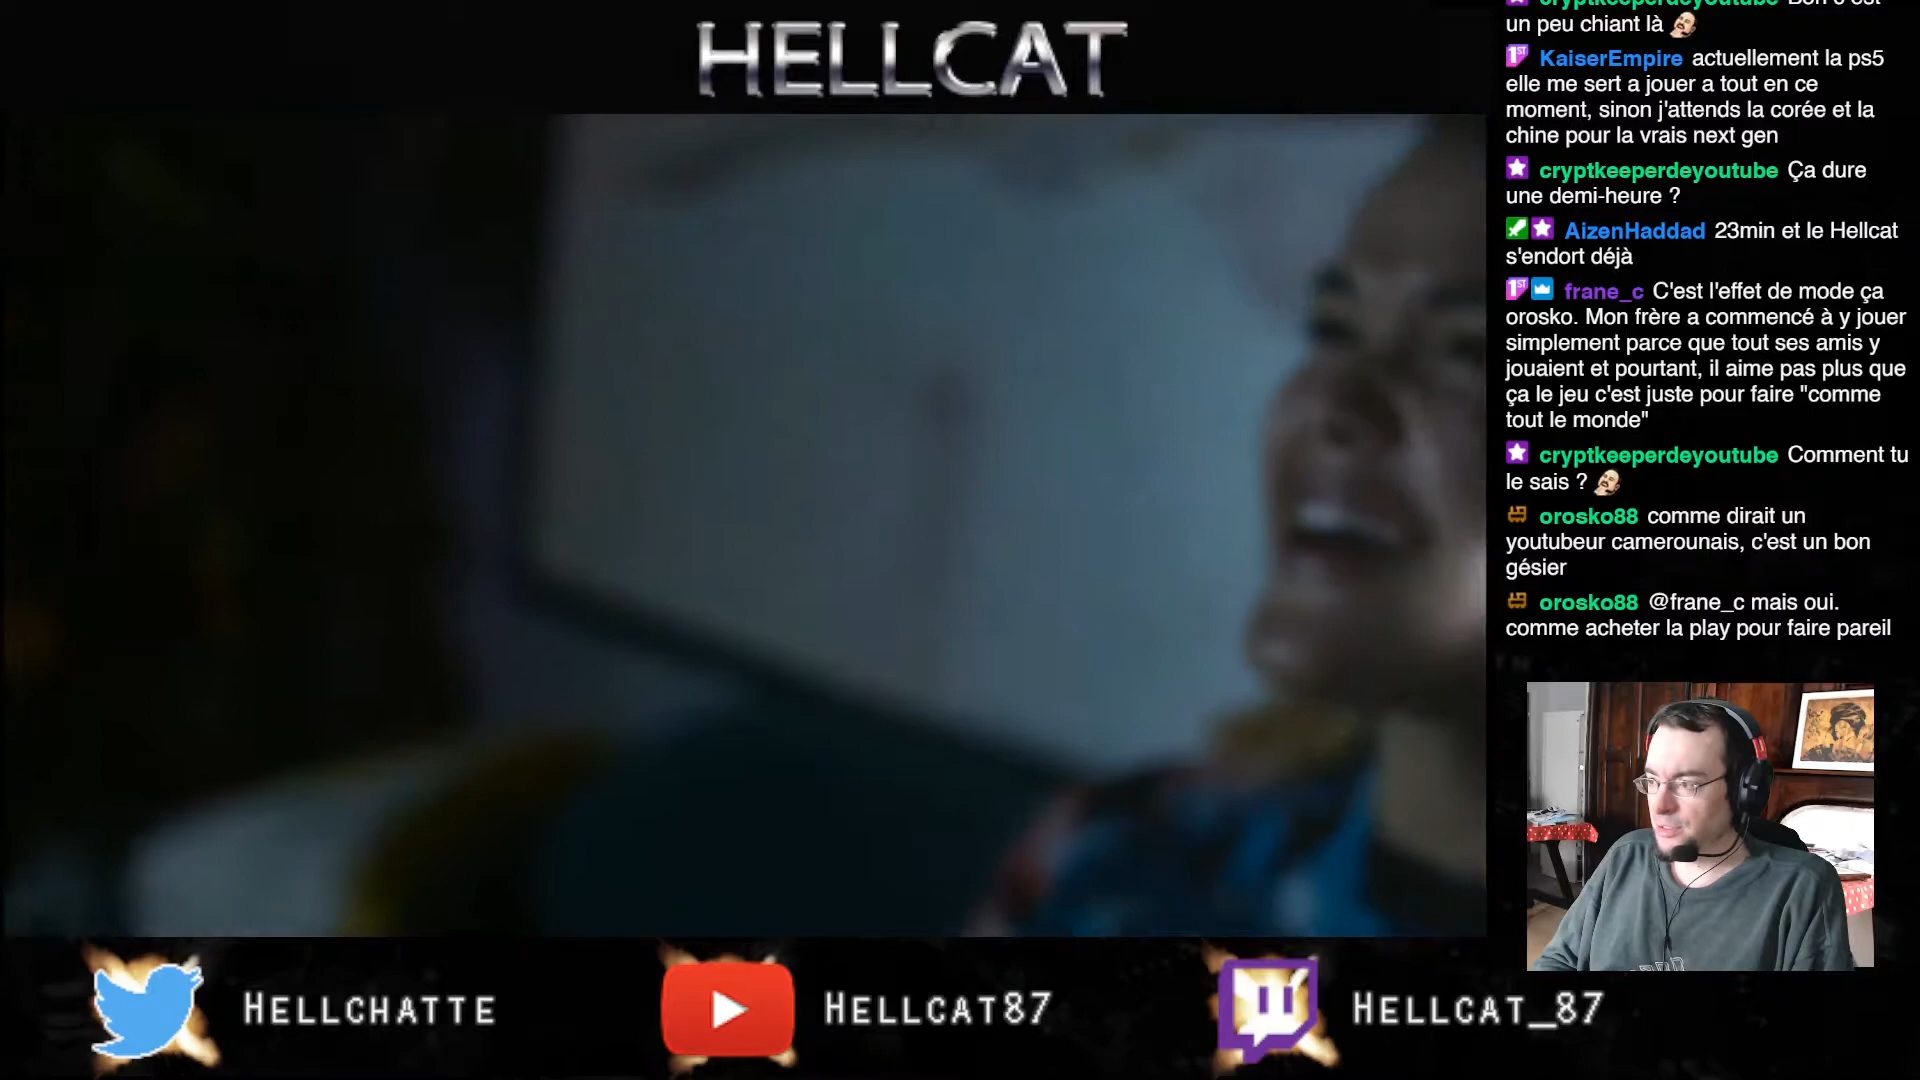 HELLCAT
cryptkeeperdeyoutube Bon c'est
un peu chiant là
1ST KaiserEmpire actuellement la ps5
elle me sert a jouer a tout en ce
moment, sinon j'attends la corée et la
chine pour la vrais next gen
cryptkeeperdeyoutube Ça dure
une demi-heure ?
AizenHaddad 23min et le Hellcat
s'endort déjà
1ST frane_c C'est l'effet de mode ça
orosko. Mon frère a commencé à y jouer
simplement parce que tout ses amis y
jouaient et pourtant, il aime pas plus que
ça le jeu c'est juste pour faire "comme
tout le monde"
cryptkeeperdeyoutube Comment tu
le sais ?
orosko88 comme dirait un
youtubeur camerounais, c'est un bon
gésier
orosko88 @frane_c mais oui.
comme acheter la play pour faire pareil
HELLCHATTE
HELLCAT87
HELLCAT_87